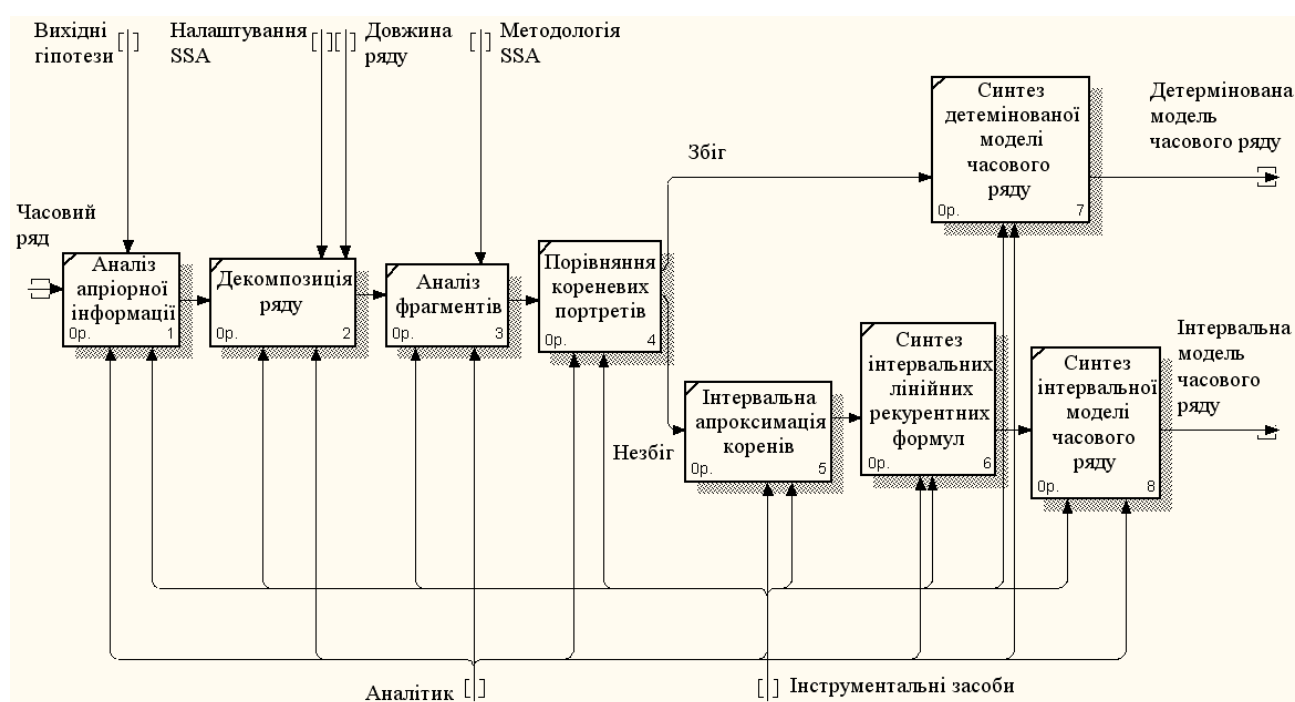 Вихідні
гіпотези
Налаштування
SSA
Довжина
ряду
Методологія
SSA
Часовий
ряд
Аналіз
апріорної
інформації
0р. 1
Декомпозиція
ряду
0р. 2
Аналіз
фрагментів
0р. 3
Порівняння
кореневих
портретів
0р. 4
Збіг
Незбіг
Синтез
детемінованої
моделі
часового
ряду
0р. 7
Детермінована
модель
часового ряду
Інтервальна
апроксимація
коренів
0р. 5
Синтез
інтервальних
лінійних
рекурентних
формул
0р. 6
Синтез
інтервальної
моделі
часового
ряду
0р. 8
Інтервальна
модель
часового
ряду
Аналітик
Інструментальні засоби